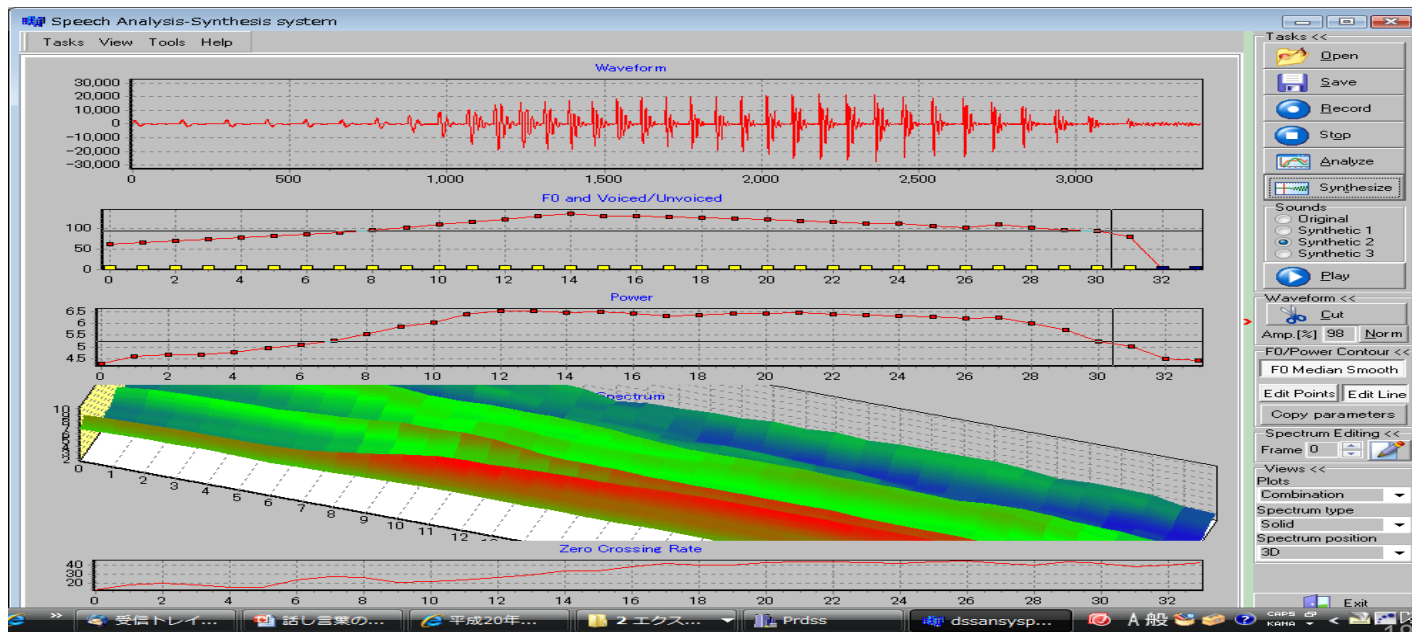 Speech Analysis-Synthesis system
Tasks View Tools Help
Waveform
30,000
20,000
10,000
0
-10,000
-20,000
-30,000
0 500 1,000 1,500 2,000 2,500 3,000
F0 and Voiced/Unvoiced
100
50
0
0 2 4 6 8 10 12 14 16 18 20 22 24 26 28 30 32
Power
6.5
6
5.5
5
4.5
0 2 4 6 8 10 12 14 16 18 20 22 24 26 28 30 32
Spectrum
0 1 2 3 4 5 6 7 8 9 10 11 12
Zero Crossing Rate
40
30
20
0 2 4 6 8 10 12 14 16 18 20 22 24 26 28 30 32
Tasks <<
Open
Save
Record
Stop
Analyze
Synthesize
Sounds
Original
Synthetic 1
Synthetic 2
Synthetic 3
Play
Waveform <<
Cut
Amp.[%] 98 Norm
F0/Power Contour <<
F0 Median Smooth
Edit Points Edit Line
Copy parameters
Spectrum Editing <<
Frame 0
Views <<
Plots
Combination
Spectrum type
Solid
Spectrum position
3D
Exit
» 受信トレイ... 話し言葉の... 平成20年... 2 エクス... Prdss dssansysp... A 般 CAPS KANA <